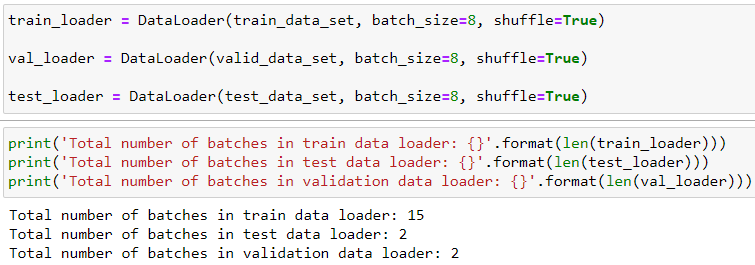 train_loader = DataLoader(train_data_set, batch_size=8, shuffle=True)
val_loader = DataLoader(valid_data_set, batch_size=8, shuffle=True)
test_loader = DataLoader(test_data_set, batch_size=8, shuffle=True)
print('Total number of batches in train data loader: {}'.format(len(train_loader)))
print('Total number of batches in test data loader: {}'.format(len(test_loader)))
print('Total number of batches in validation data loader: {}'.format(len(val_loader)))
Total number of batches in train data loader: 15
Total number of batches in test data loader: 2
Total number of batches in validation data loader: 2